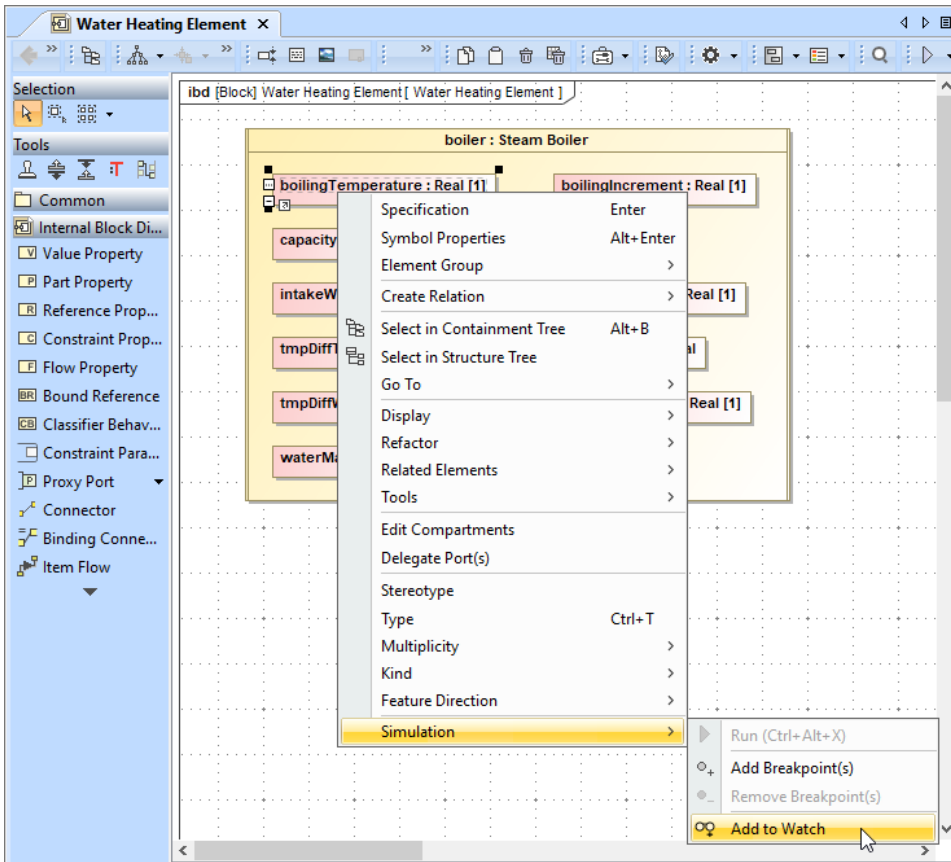 Water Heating Element
Selection
Tools
Common
Internal Block Di...
Value Property
Part Property
Reference Prop...
Constraint Prop...
Flow Property
Bound Reference
Classifier Behav...
Constraint Para...
Proxy Port
Connector
Binding Conne...
Item Flow
ibd [Block] Water Heating Element [ Water Heating Element ]
boiler : Steam Boiler
boilingTemperature : Real [1]
boilingIncrement : Real [1]
capacity
intakeW
Real [1]
tmpDiffT
al
tmpDiffW
Real [1]
waterMa
Specification Enter
Symbol Properties Alt+Enter
Element Group
Create Relation
Select in Containment Tree Alt+B
Select in Structure Tree
Go To
Display
Refactor
Related Elements
Tools
Edit Compartments
Delegate Port(s)
Stereotype
Type Ctrl+T
Multiplicity
Kind
Feature Direction
Simulation
Run (Ctrl+Alt+X)
Add Breakpoint(s)
Remove Breakpoint(s)
Add to Watch